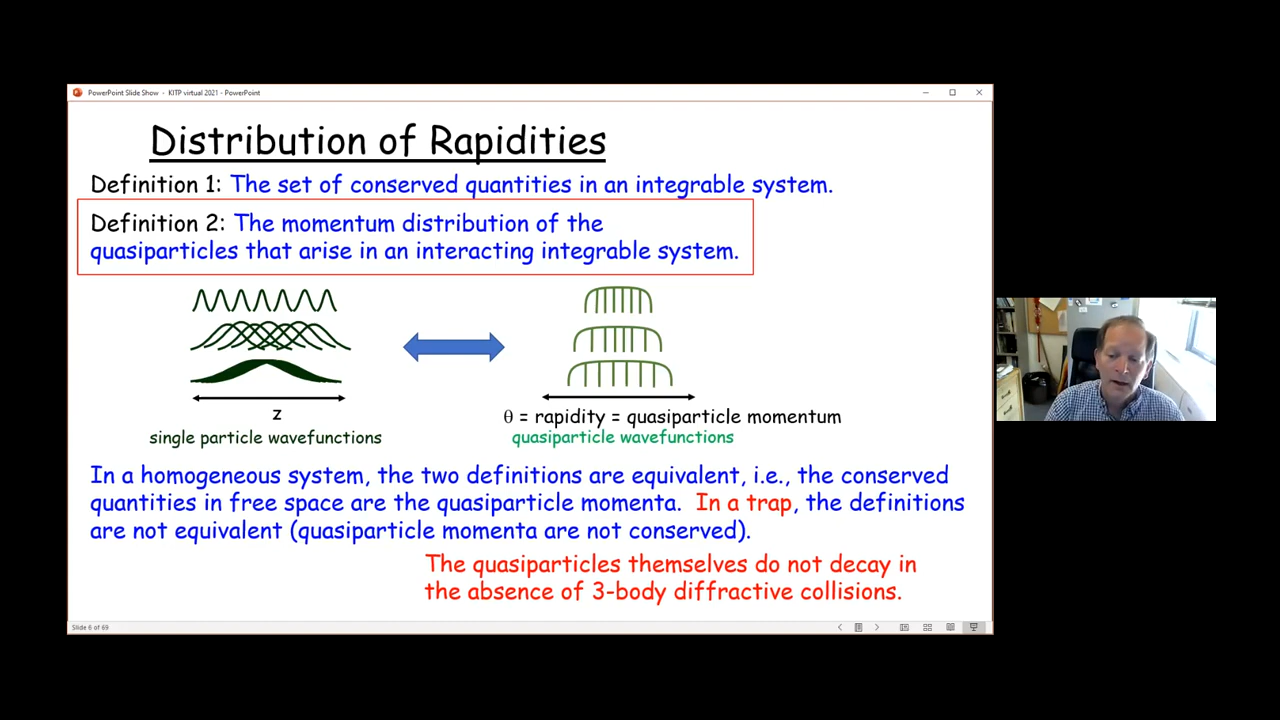 PowerPoint Slide Show - KITP virtual 2021 - PowerPoint
Distribution of Rapidities
Definition 1: The set of conserved quantities in an integrable system.
Definition 2: The momentum distribution of the
quasiparticles that arise in an interacting integrable system.
z
single particle wavefunctions
θ = rapidity = quasiparticle momentum
quasiparticle wavefunctions
In a homogeneous system, the two definitions are equivalent, i.e., the conserved
quantities in free space are the quasiparticle momenta. In a trap, the definitions
are not equivalent (quasiparticle momenta are not conserved).
The quasiparticles themselves do not decay in
the absence of 3-body diffractive collisions.
Slide 6 of 69